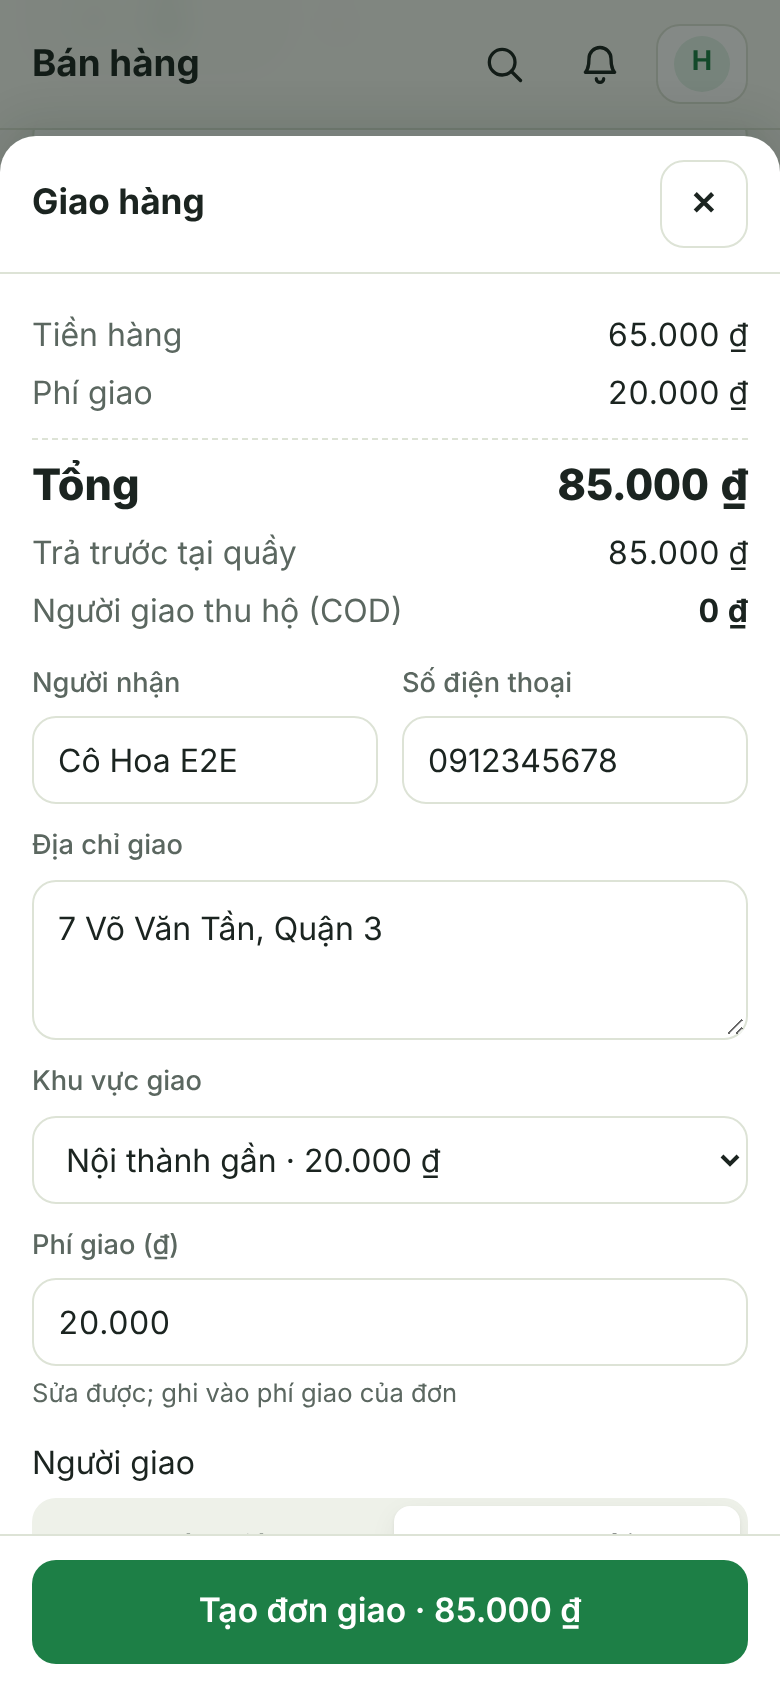 Bán hàng
H
Giao hàng
Tiền hàng 65.000 ₫
Phí giao 20.000 ₫
Tổng 85.000 ₫
Trả trước tại quầy 85.000 ₫
Người giao thu hộ (COD) 0 ₫
Người nhận Số điện thoại
Cô Hoa E2E 0912345678
Địa chỉ giao
7 Võ Văn Tần, Quận 3
Khu vực giao
Nội thành gần · 20.000 ₫
Phí giao (₫)
20.000
Sửa được; ghi vào phí giao của đơn
Người giao
Tạo đơn giao · 85.000 ₫